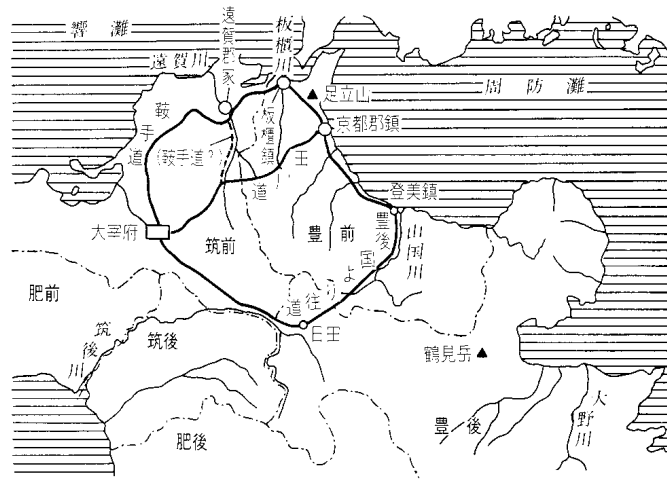 響灘
遠賀川
遠賀郡家
板櫃川
足立山
周防灘
鞍手道
(鞍手道?)
板櫃鎮
京都郡鎮
田河道
登美鎮
大宰府
筑前
豊前
豊後国より往還道
山国川
肥前
筑後川
筑後
日田
鶴見岳
肥後
豊後
大野川